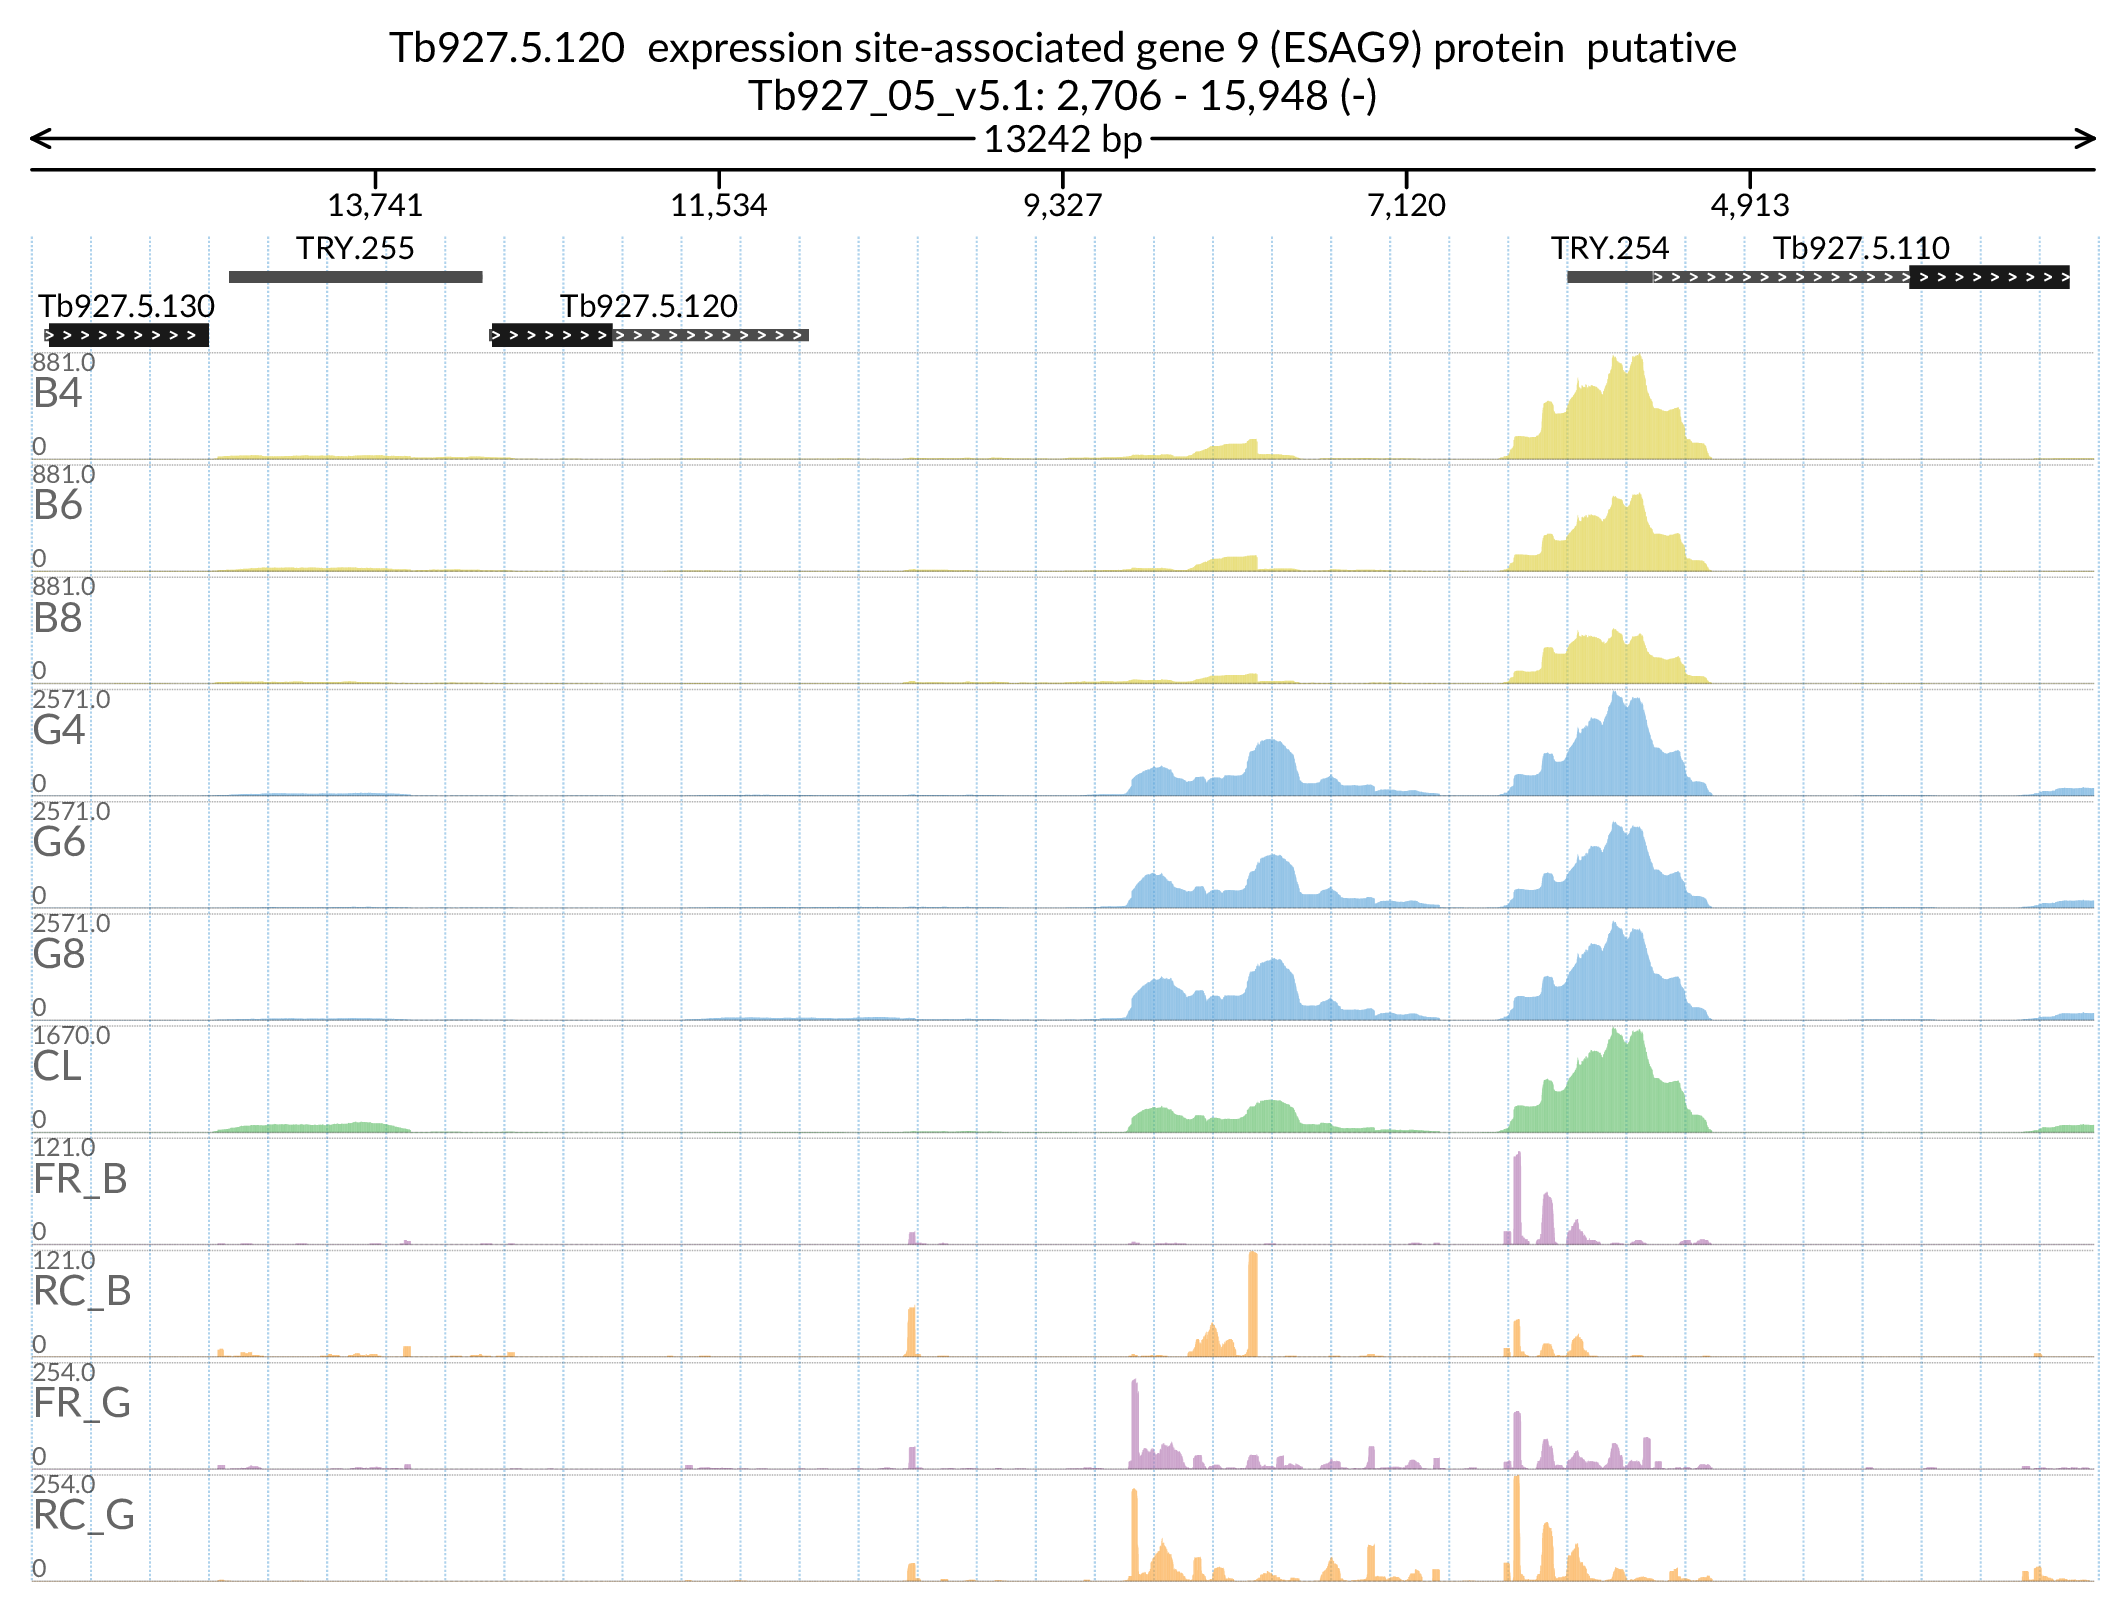 Tb927.5.120  expression site-associated gene 9 (ESAG9) protein  putative
Tb927_05_v5.1: 2,706 - 15,948 (-)
13242 bp
13,741 11,534 9,327 7,120 4,913
TRY.255 TRY.254 Tb927.5.110
Tb927.5.130 Tb927.5.120
881.0
B4
0
881.0
B6
0
881.0
B8
0
2571.0
G4
0
2571.0
G6
0
2571.0
G8
0
1670.0
CL
0
121.0
FR_B
0
121.0
RC_B
0
254.0
FR_G
0
254.0
RC_G
0